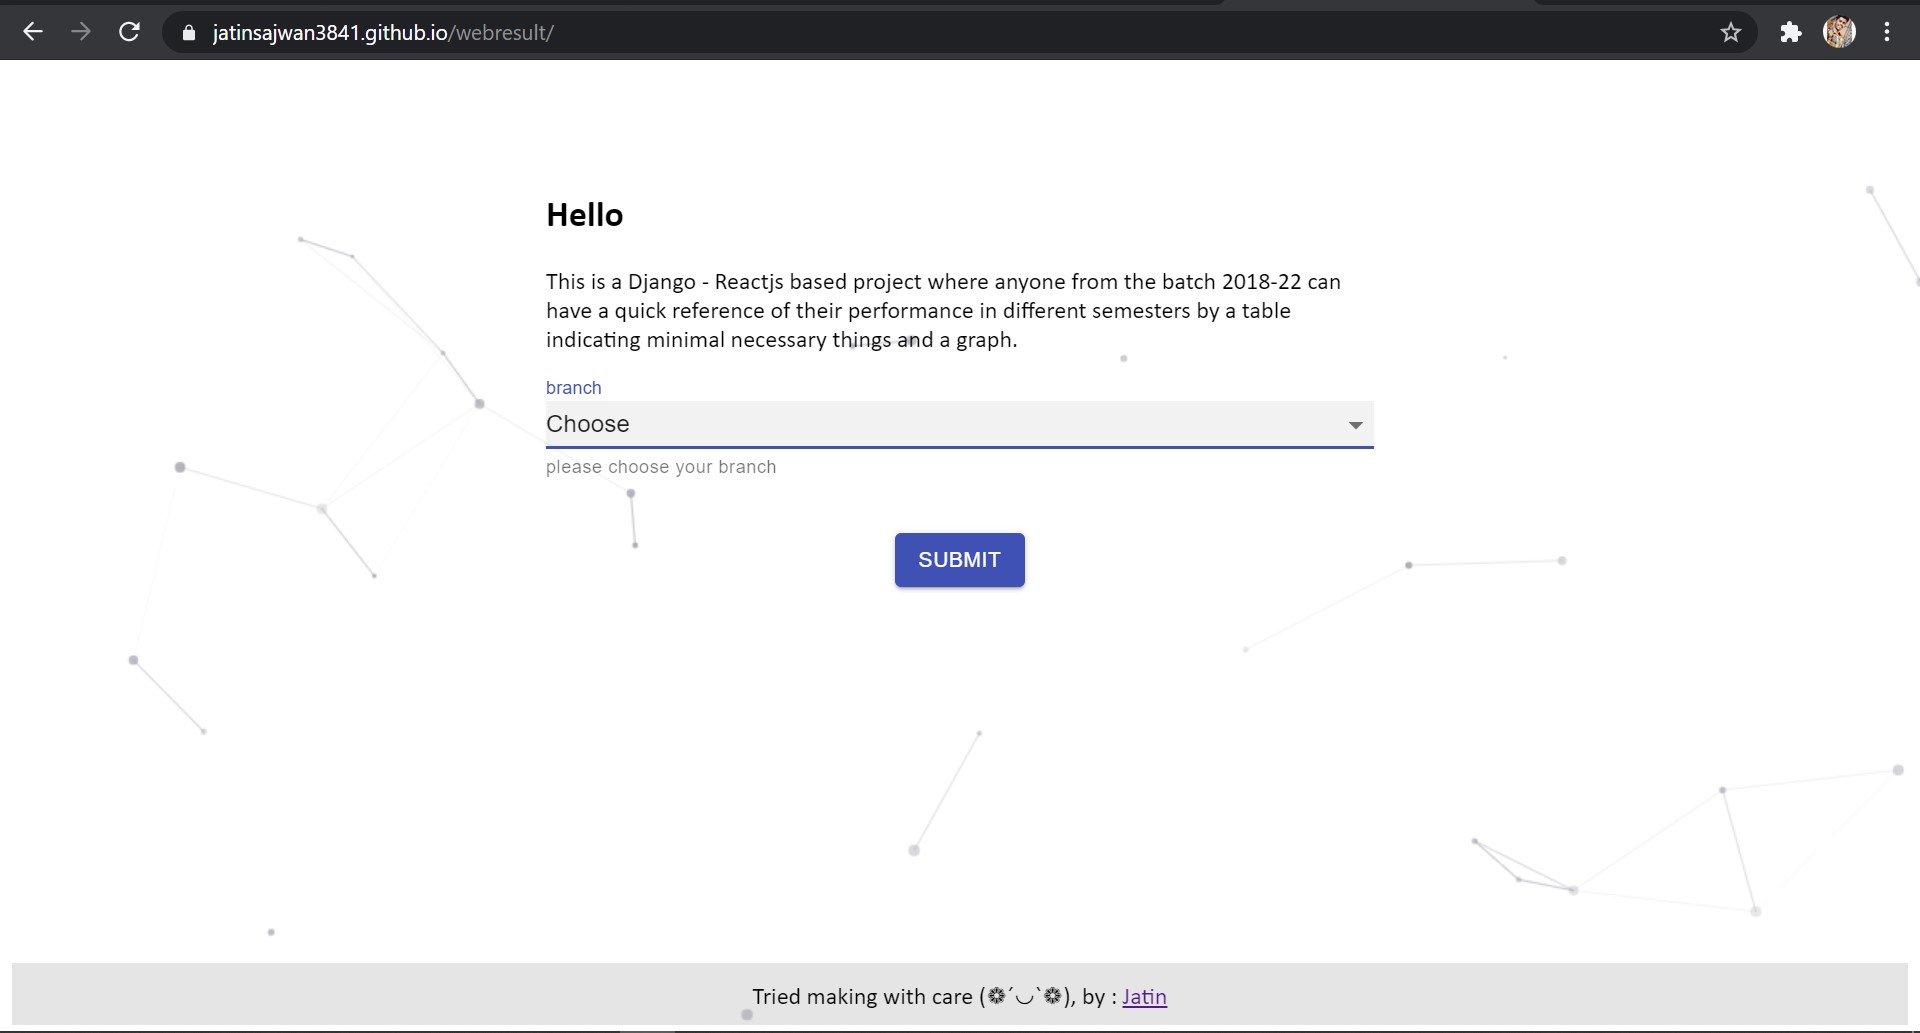 jatinsajwan3841.github.io/webresult/
Hello
This is a Django - Reactjs based project where anyone from the batch 2018-22 can
have a quick reference of their performance in different semesters by a table
indicating minimal necessary things and a graph.
branch
Choose
please choose your branch
SUBMIT
Tried making with care (❁´◡`❁), by : Jatin